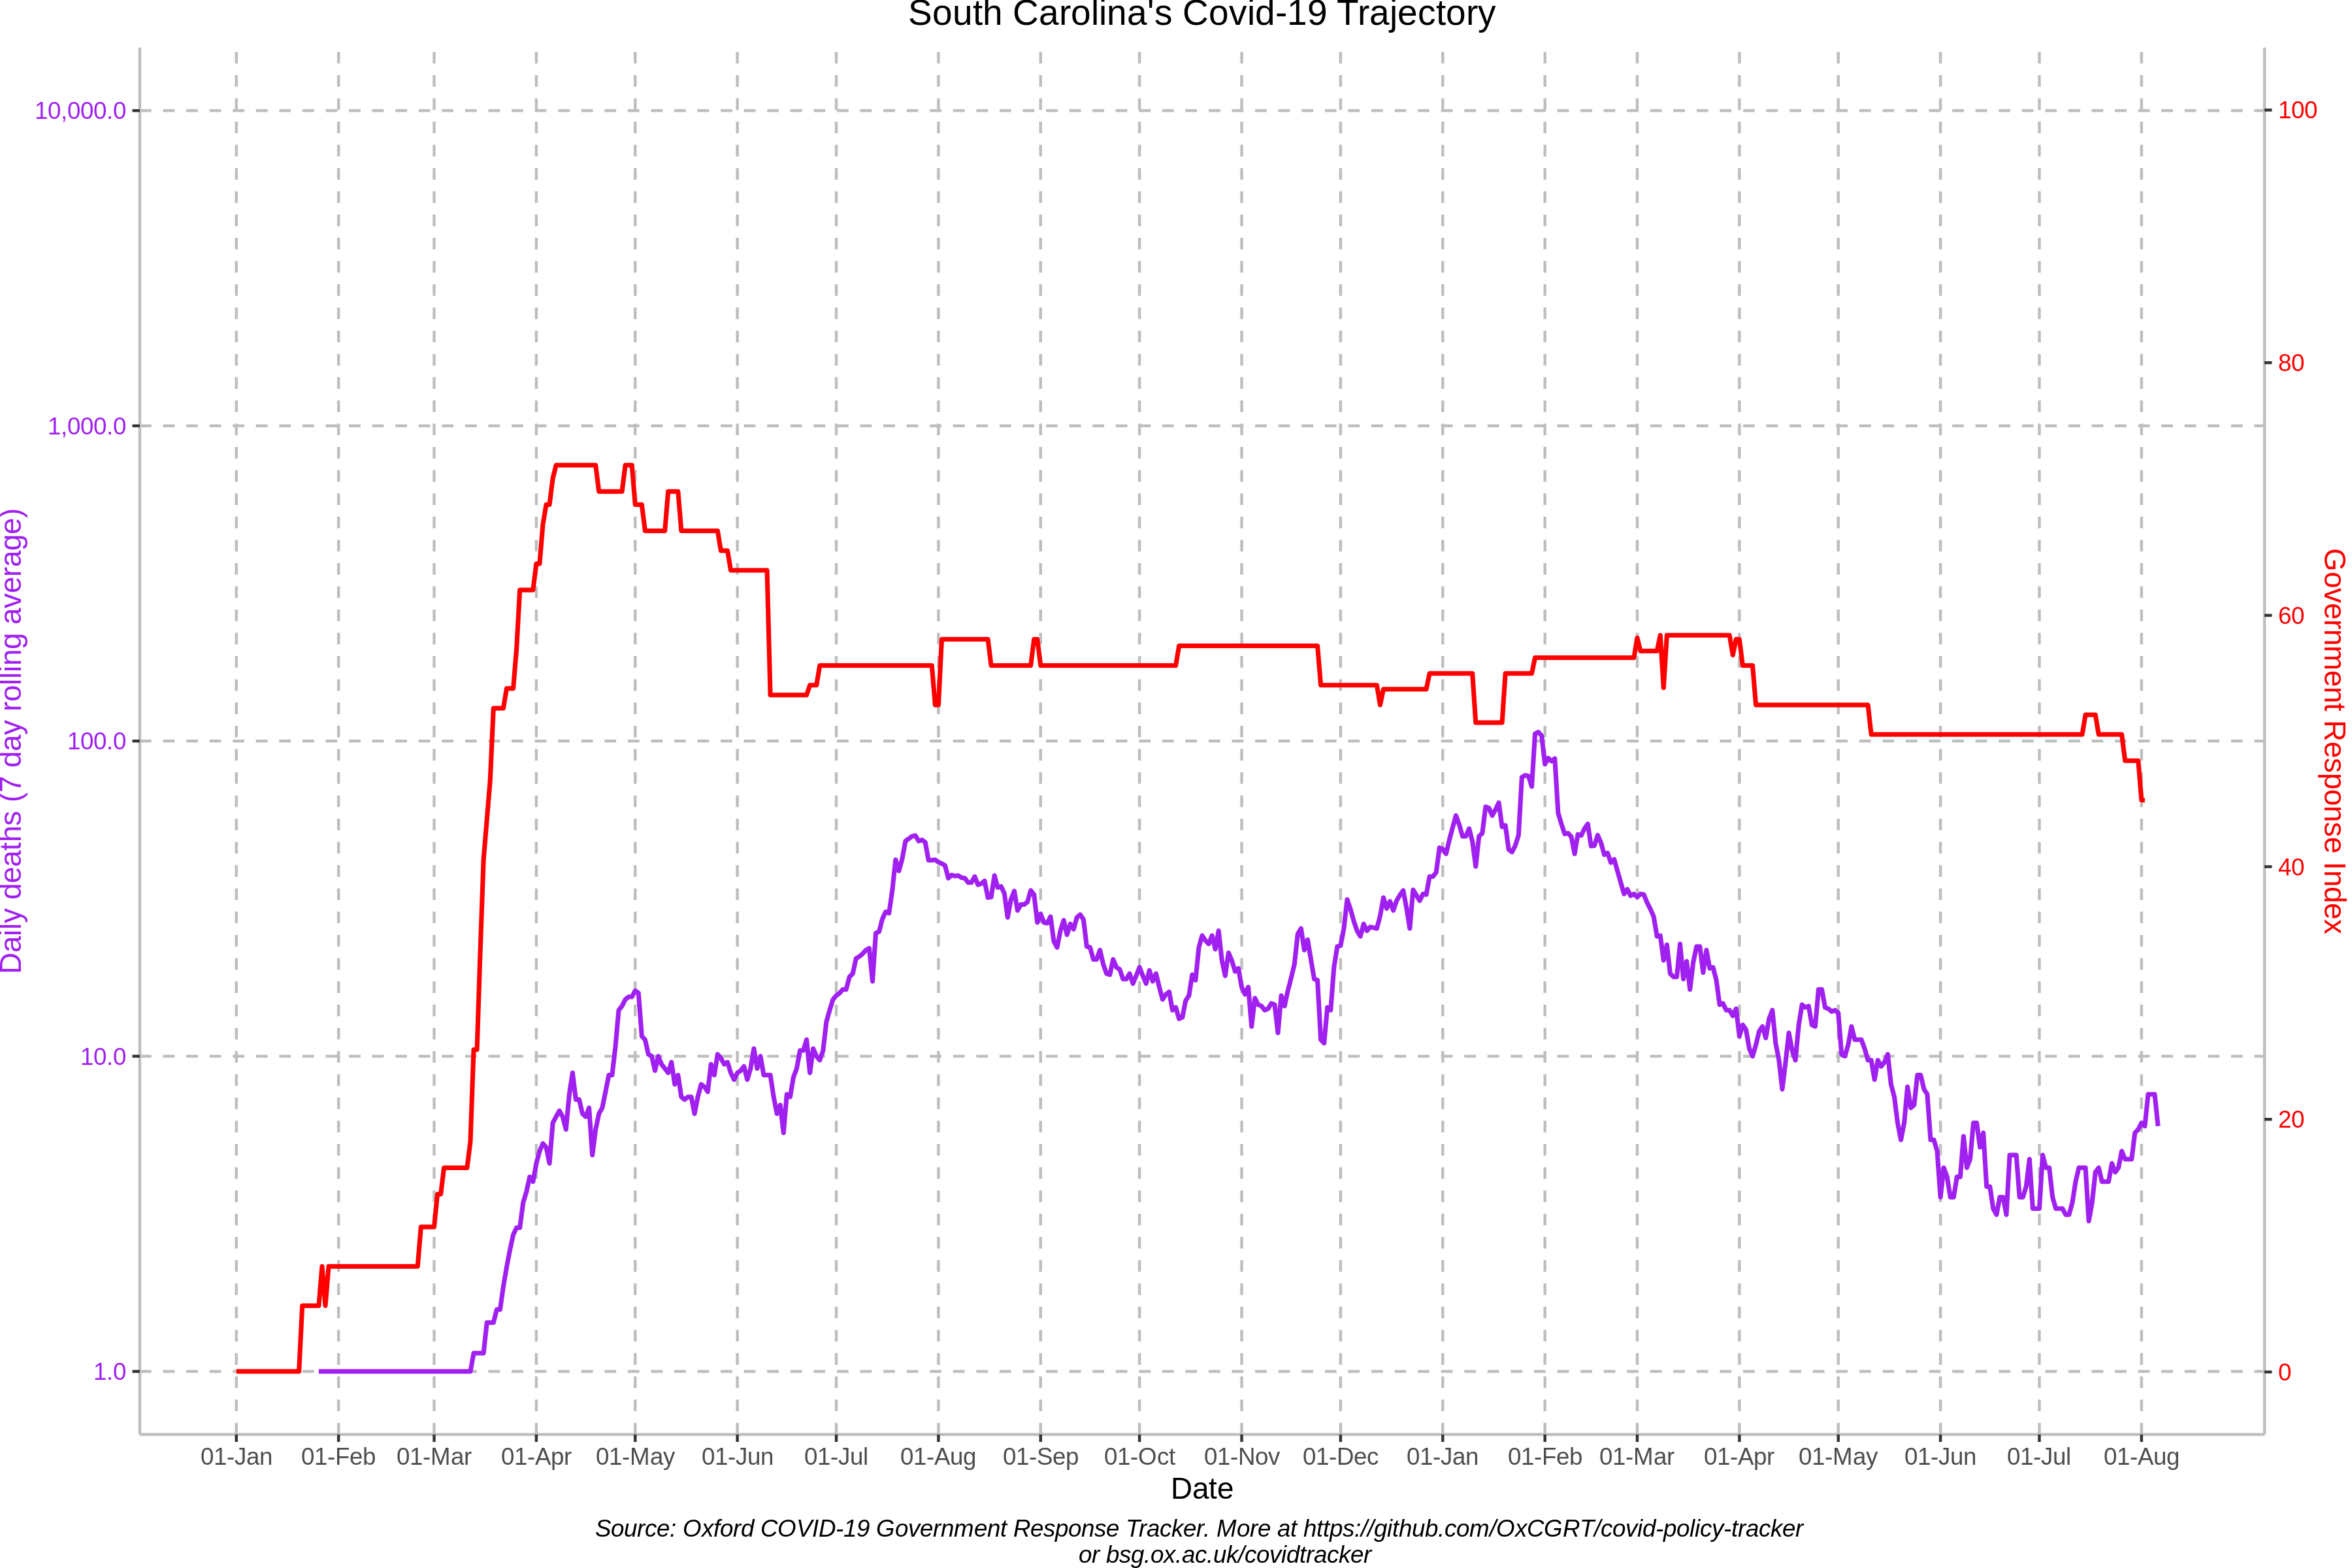 South Carolina's Covid-19 Trajectory
10,000.0
1,000.0
100.0
10.0
1.0
Daily deaths (7 day rolling average)
100
80
60
40
20
0
Government Response Index
01-Jan 01-Feb 01-Mar 01-Apr 01-May 01-Jun 01-Jul 01-Aug 01-Sep 01-Oct 01-Nov 01-Dec 01-Jan 01-Feb 01-Mar 01-Apr 01-May 01-Jun 01-Jul 01-Aug
Date
Source: Oxford COVID-19 Government Response Tracker. More at https://github.com/OxCGRT/covid-policy-tracker
or bsg.ox.ac.uk/covidtracker